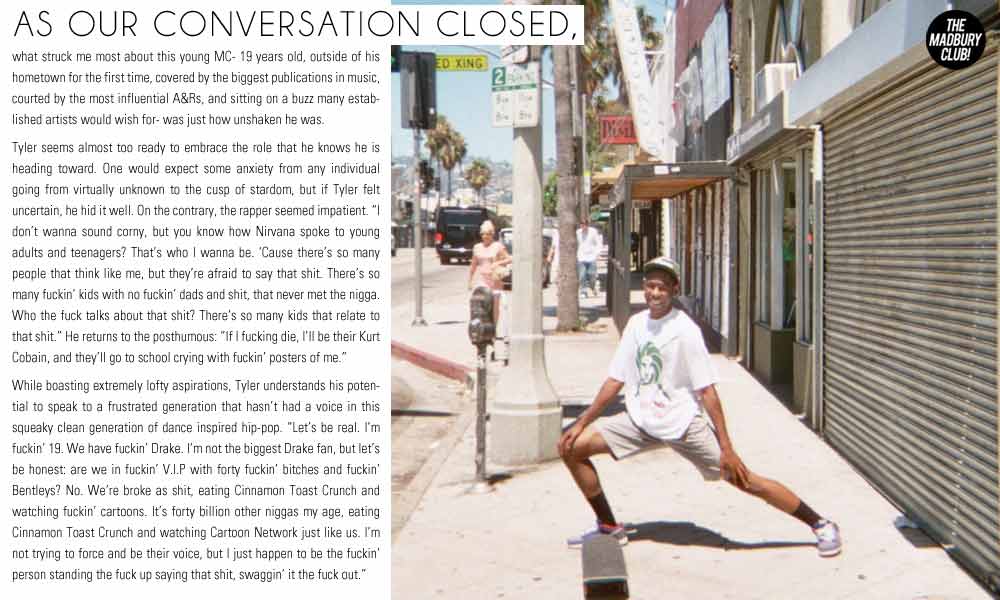 AS OUR CONVERSATION CLOSED,
what struck me most about this young MC- 19 years old, outside of his
hometown for the first time, covered by the biggest publications in music,
courted by the most influential A&Rs, and sitting on a buzz many estab-
lished artists would wish for- was just how unshaken he was.
Tyler seems almost too ready to embrace the role that he knows he is
heading toward. One would expect some anxiety from any individual
going from virtually unknown to the cusp of stardom, but if Tyler felt
uncertain, he hid it well. On the contrary, the rapper seemed impatient. “I
don’t wanna sound corny, but you know how Nirvana spoke to young
adults and teenagers? That’s who I wanna be. ‘Cause there’s so many
people that think like me, but they’re afraid to say that shit. There’s so
many fuckin’ kids with no fuckin’ dads and shit, that never met the nigga.
Who the fuck talks about that shit? There’s so many kids that relate to
that shit.” He returns to the posthumous: “If I fucking die, I’ll be their Kurt
Cobain, and they’ll go to school crying with fuckin’ posters of me.”
While boasting extremely lofty aspirations, Tyler understands his poten-
tial to speak to a frustrated generation that hasn’t had a voice in this
squeaky clean generation of dance inspired hip-pop. “Let’s be real. I’m
fuckin’ 19. We have fuckin’ Drake. I’m not the biggest Drake fan, but let’s
be honest: are we in fuckin’ V.I.P with forty fuckin’ bitches and fuckin’
Bentleys? No. We’re broke as shit, eating Cinnamon Toast Crunch and
watching fuckin’ cartoons. It’s forty billion other niggas my age, eating
Cinnamon Toast Crunch and watching Cartoon Network just like us. I’m
not trying to force and be their voice, but I just happen to be the fuckin’
person standing the fuck up saying that shit, swaggin’ it the fuck out.”
THE
MADBURY
CLUB!
ED XING
2